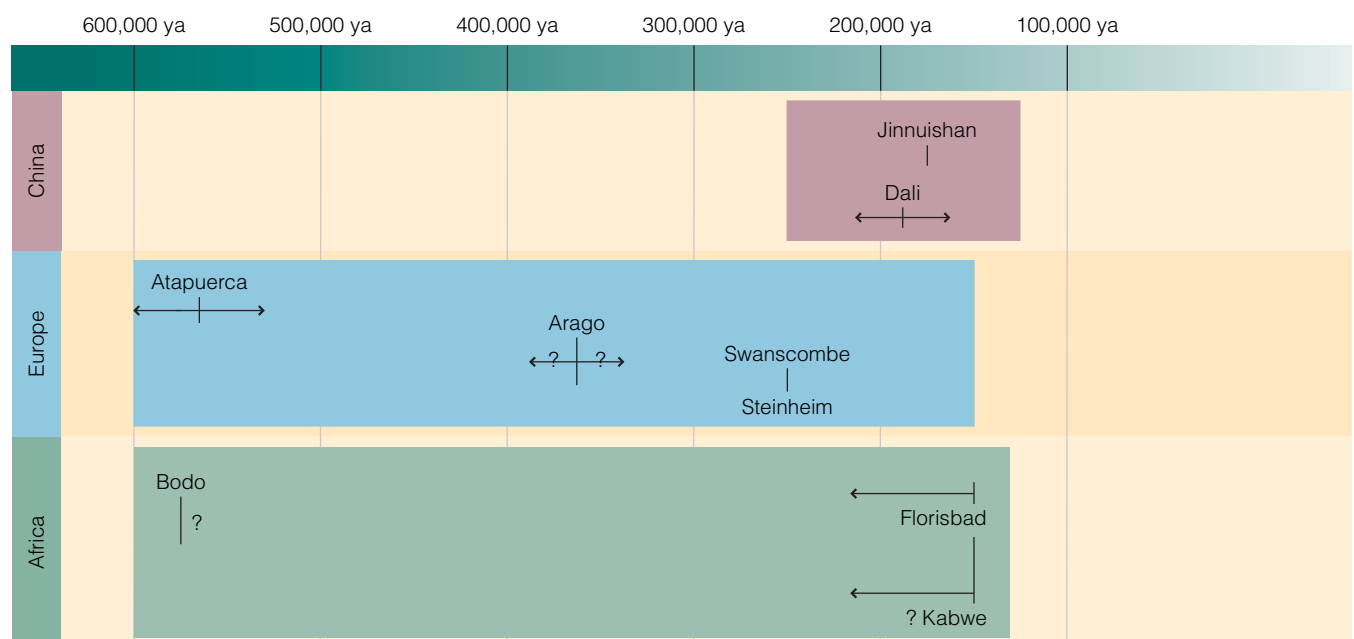 600,000 ya 500,000 ya 400,000 ya 300,000 ya 200,000 ya 100,000 ya
China
Jinnuishan
Dali
Europe
Atapuerca
Arago
? ?
Swanscombe
Steinheim
Africa
Bodo
?
Florisbad
? Kabwe